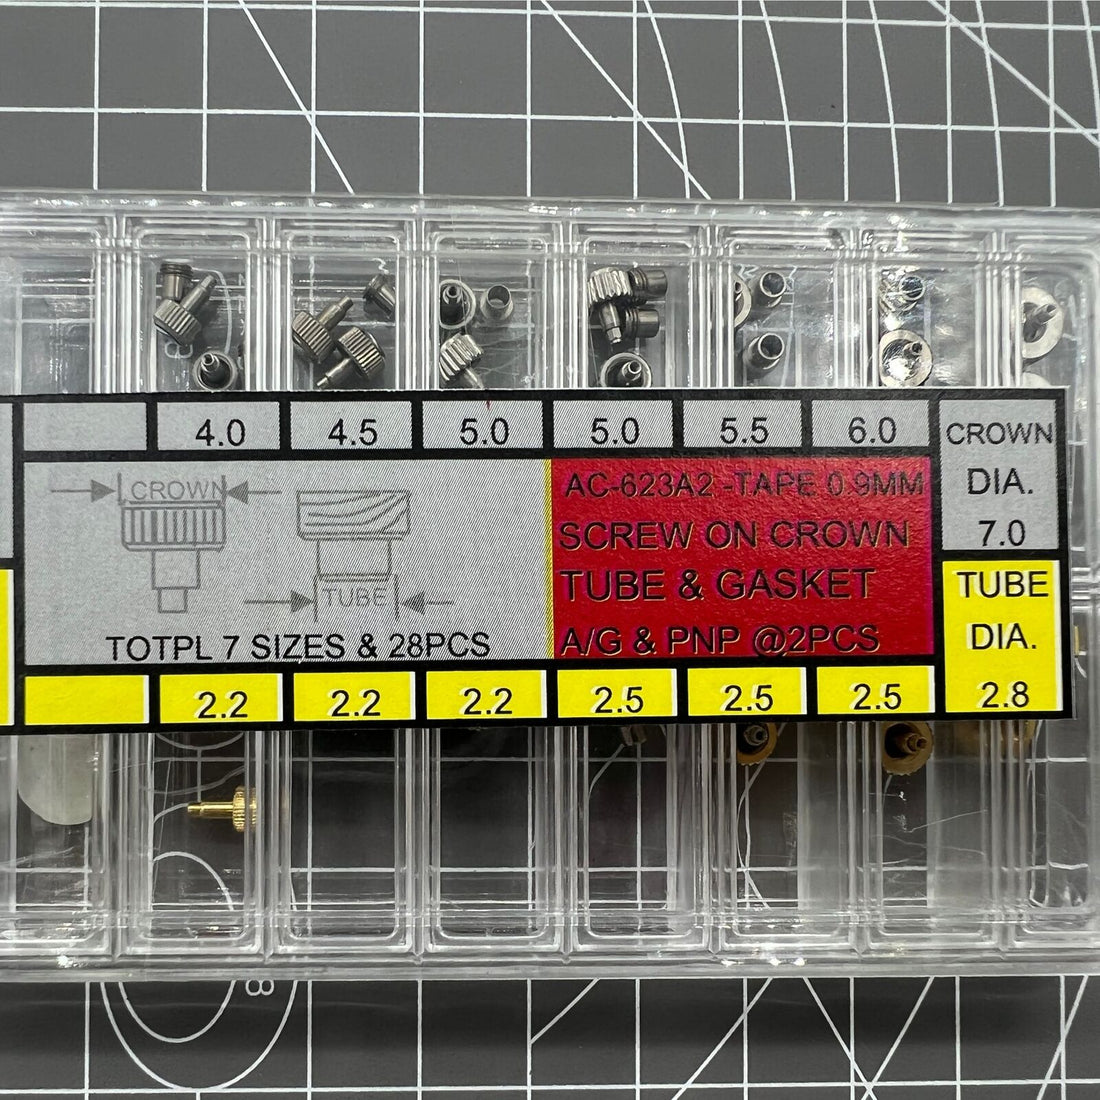 4.0 4.5 5.0 5.0 5.5 6.0
CROWN
DIA.
7.0
CROWN
TUBE
TOTPL 7 SIZES & 28PCS
AC-623A2 -TAPE 0.9MM
SCREW ON CROWN
TUBE & GASKET
A/G & PNP @2PCS
TUBE
DIA.
2.8
2.2 2.2 2.2 2.5 2.5 2.5
8